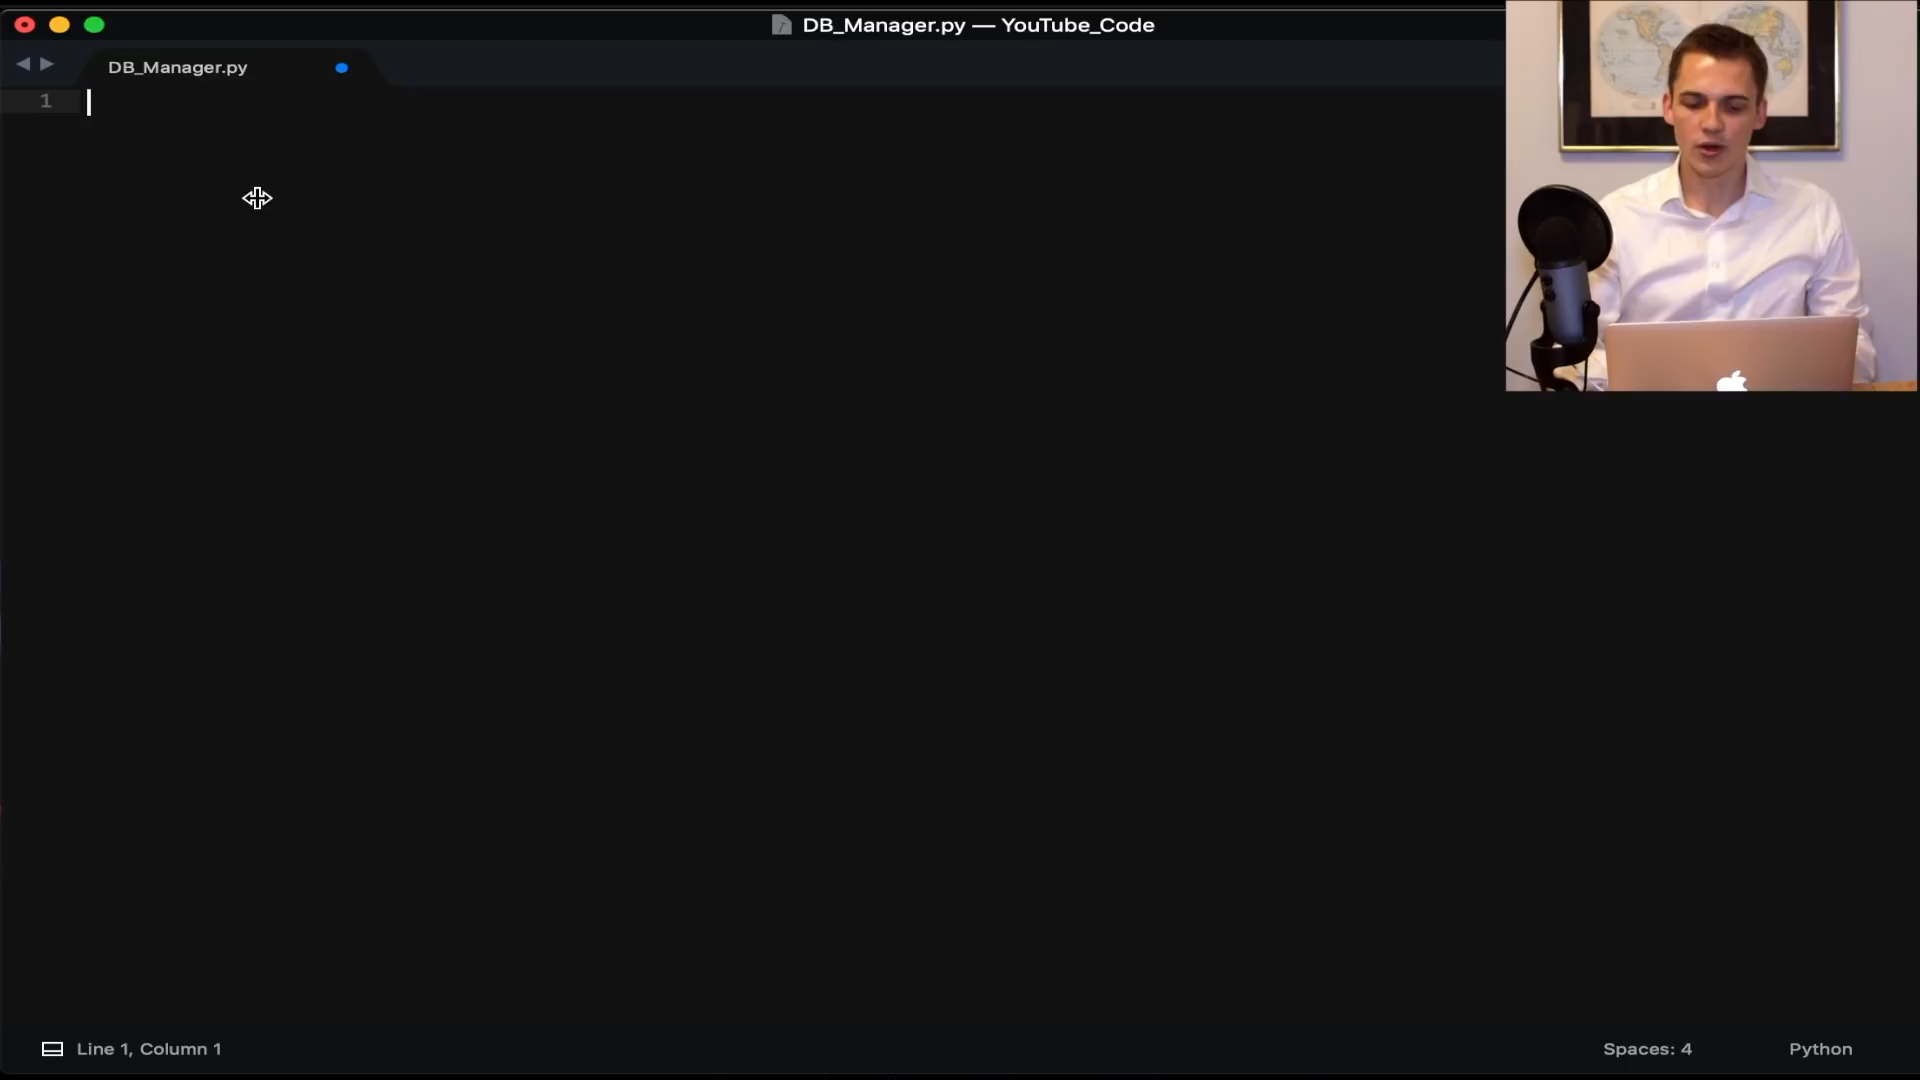 DB_Manager.py — YouTube_Code
DB_Manager.py
1
Line 1, Column 1
Spaces: 4
Python